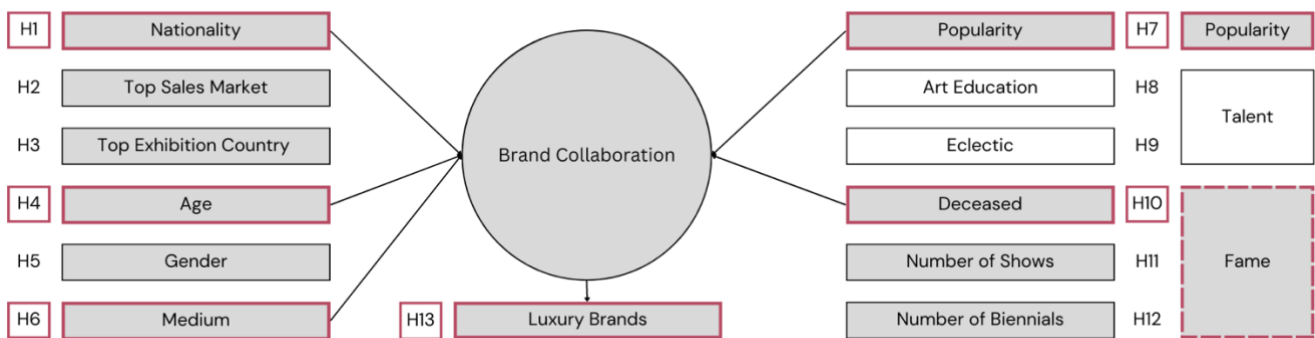 H1 Nationality
H2 Top Sales Market
H3 Top Exhibition Country
H4 Age
H5 Gender
H6 Medium
Brand Collaboration
H13 Luxury Brands
Popularity H7 Popularity
Art Education H8
Talent
Eclectic H9
Deceased H10
Number of Shows H11 Fame
Number of Biennials H12